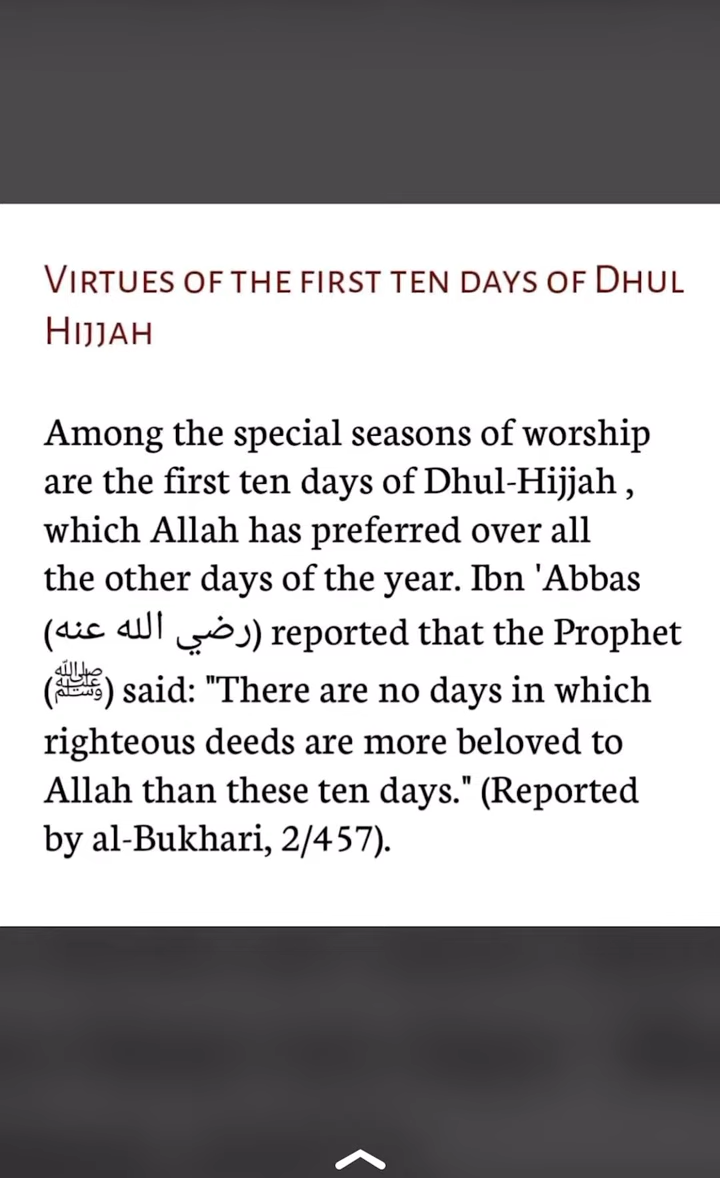 Virtues of the first ten days of Dhul
Hijjah
Among the special seasons of worship
are the first ten days of Dhul-Hijjah ,
which Allah has preferred over all
the other days of the year. Ibn 'Abbas
(رضي الله عنه) reported that the Prophet
(ﷺ) said: "There are no days in which
righteous deeds are more beloved to
Allah than these ten days." (Reported
by al-Bukhari, 2/457).